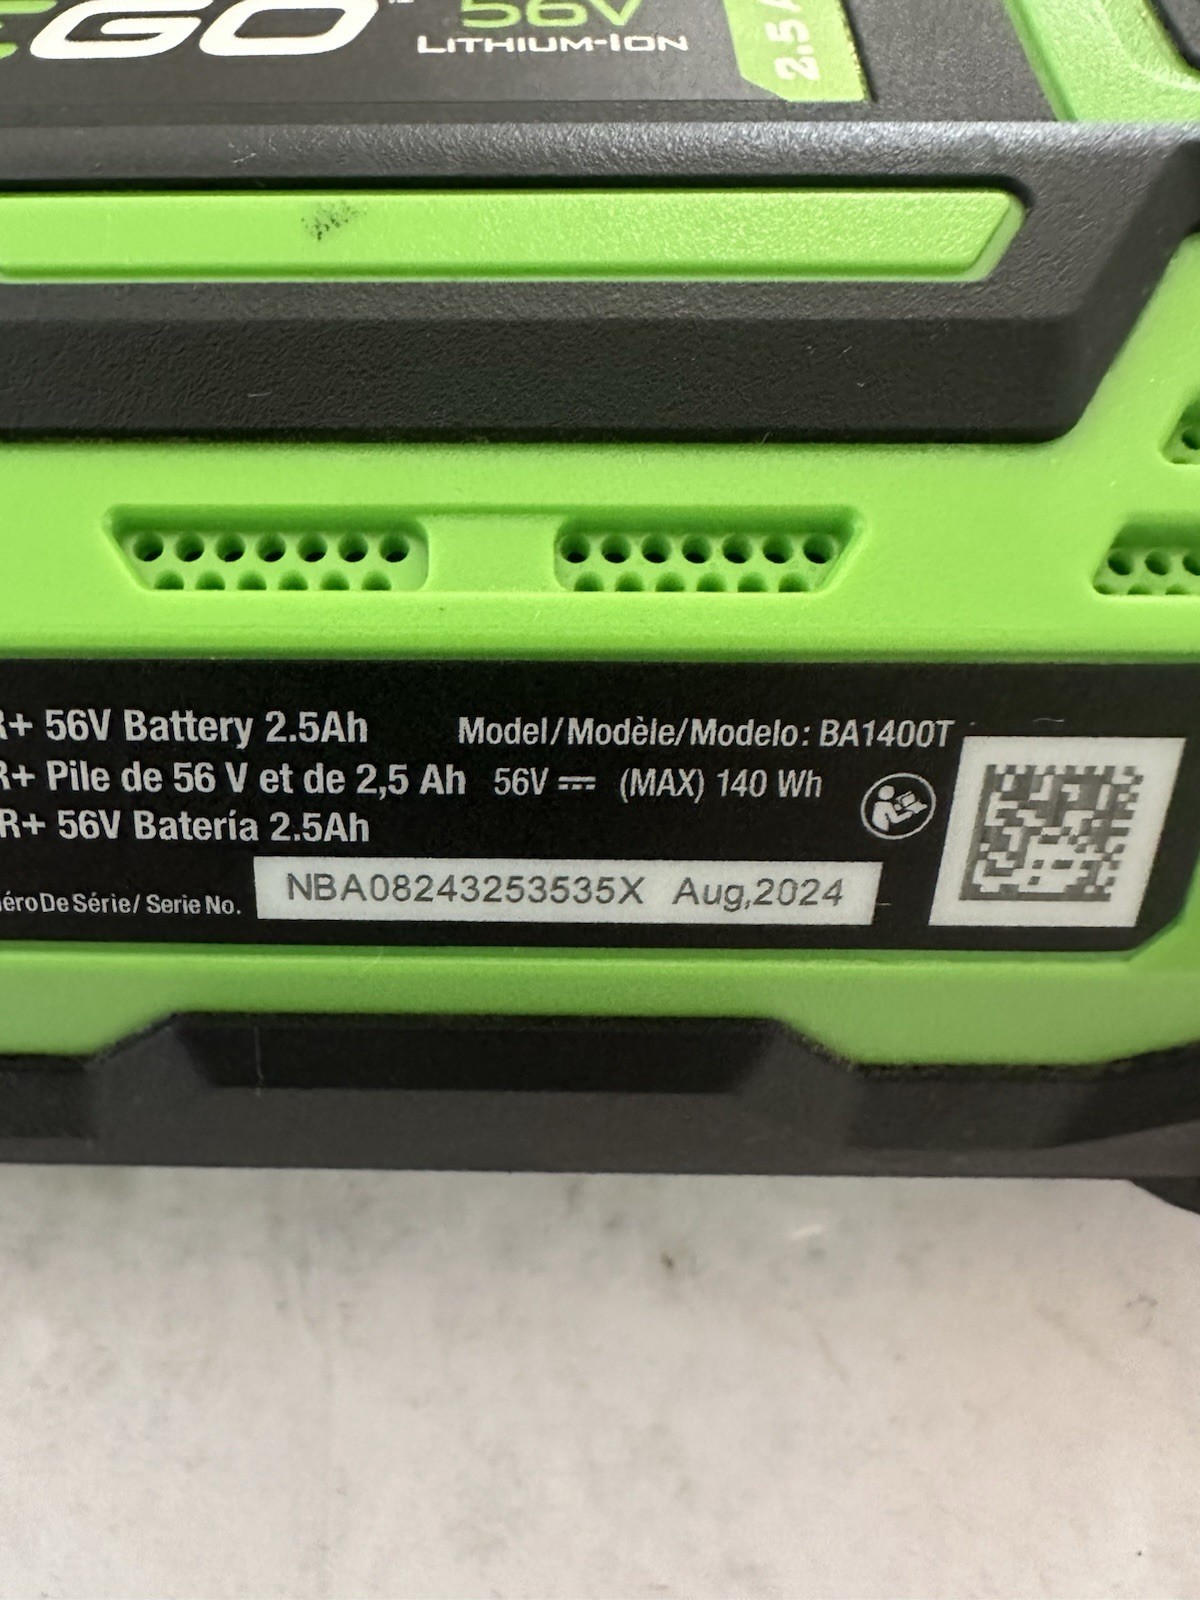 EGO™ 56V
LITHIUM-ION
2.5 A
R+ 56V Battery 2.5Ah
Model/Modèle/Modelo: BA1400T
R+ Pile de 56 V et de 2,5 Ah 56V ⎓ (MAX) 140 Wh
R+ 56V Batería 2.5Ah
éro De Série/ Serie No.
NBA08243253535X Aug,2024